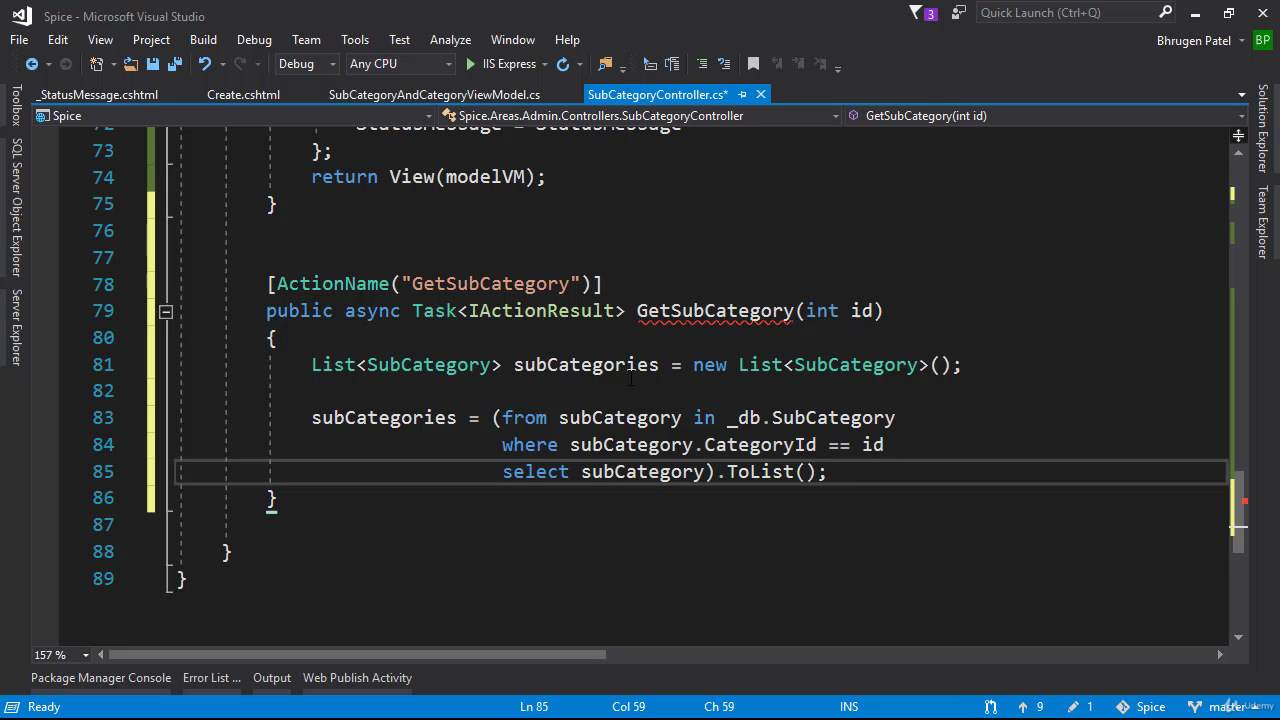 Spice - Microsoft Visual Studio
3
Quick Launch (Ctrl+Q)
File Edit View Project Build Debug Team Tools Test Analyze Window Help
Bhrugen Patel BP
Debug Any CPU IIS Express
_StatusMessage.cshtml Create.cshtml SubCategoryAndCategoryViewModel.cs SubCategoryController.cs*
Spice Spice.Areas.Admin.Controllers.SubCategoryController GetSubCategory(int id)
Toolbox
SQL Server Object Explorer
Server Explorer
Solution Explorer
Team Explorer
72 StatusMessage = StatusMessage
73 };
74 return View(modelVM);
75 }
76
77
78 [ActionName("GetSubCategory")]
79 public async Task<IActionResult> GetSubCategory(int id)
80 {
81 List<SubCategory> subCategories = new List<SubCategory>();
82
83 subCategories = (from subCategory in _db.SubCategory
84 where subCategory.CategoryId == id
85 select subCategory).ToList();
86 }
87
88 }
89 }
157 %
Package Manager Console Error List ... Output Web Publish Activity
Ready Ln 85 Col 59 Ch 59 INS 9 1 Spice master
Udemy